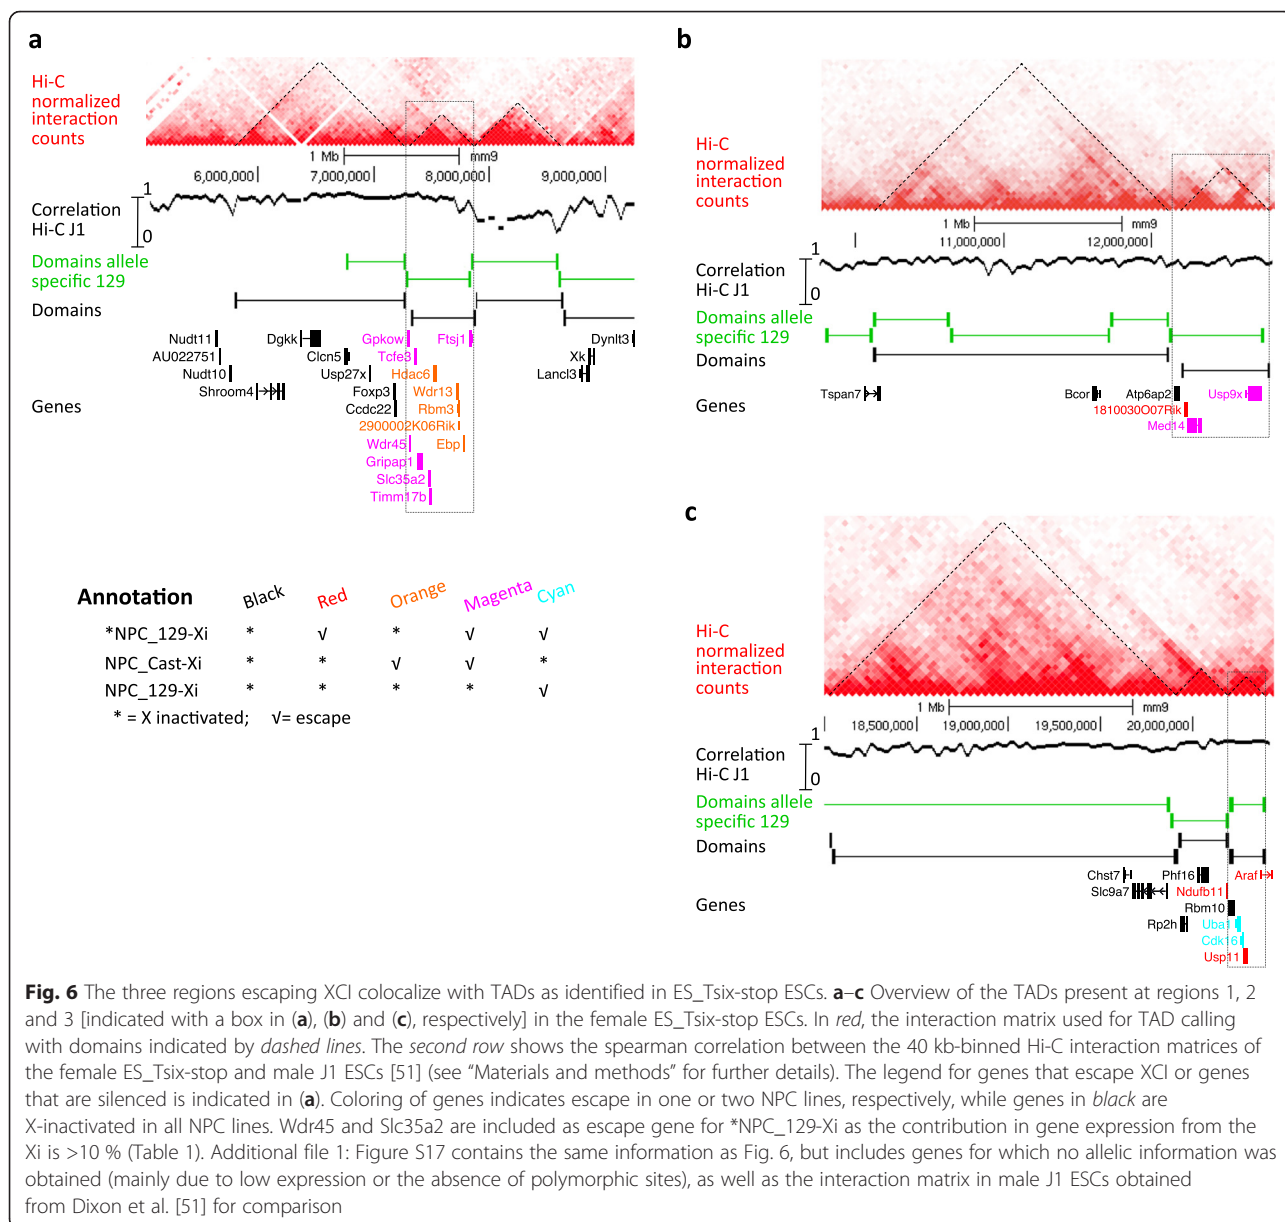 a
Hi-C
normalized
interaction
counts
1 Mb
mm9
6,000,000
7,000,000
8,000,000
9,000,000
Correlation
Hi-C J1
1
0
Domains allele
specific 129
Domains
Genes
Nudt11
AU022751
Nudt10
Shroom4
Dgkk
Clcn5
Usp27x
Foxp3
Ccdc22
2900002K06Rik
Wdr45
Gripap1
Slc35a2
Timm17b
Gpkow
Tcfe3
Hdac6
Ftsj1
Wdr13
Rbm3
Ebp
Dynlt3
Xk
Lancl3
Annotation Black Red Orange Magenta Cyan
*NPC_129-Xi * √ * √ √
NPC_Cast-Xi * * √ √ *
NPC_129-Xi * * * * √
* = X inactivated; √= escape
b
Hi-C
normalized
interaction
counts
1 Mb
mm9
11,000,000
12,000,000
Correlation
Hi-C J1
1
0
Domains allele
specific 129
Domains
Genes
Tspan7
Bcor
Atp6ap2
1810030O07Rik
Med14
Usp9x
c
Hi-C
normalized
interaction
counts
1 Mb
mm9
18,500,000
19,000,000
19,500,000
20,000,000
Correlation
Hi-C J1
1
0
Domains allele
specific 129
Domains
Genes
Chst7
Slc9a7
Phf16
Ndufb11
Rbm10
Rp2h
Uba1
Cdk16
Usp11
Araf
Fig. 6 The three regions escaping XCI colocalize with TADs as identified in ES_Tsix-stop ESCs. a–c Overview of the TADs present at regions 1, 2
and 3 [indicated with a box in (a), (b) and (c), respectively] in the female ES_Tsix-stop ESCs. In red, the interaction matrix used for TAD calling
with domains indicated by dashed lines. The second row shows the spearman correlation between the 40 kb-binned Hi-C interaction matrices of
the female ES_Tsix-stop and male J1 ESCs [51] (see “Materials and methods” for further details). The legend for genes that escape XCI or genes
that are silenced is indicated in (a). Coloring of genes indicates escape in one or two NPC lines, respectively, while genes in black are
X-inactivated in all NPC lines. Wdr45 and Slc35a2 are included as escape gene for *NPC_129-Xi as the contribution in gene expression from the
Xi is >10 % (Table 1). Additional file 1: Figure S17 contains the same information as Fig. 6, but includes genes for which no allelic information was
obtained (mainly due to low expression or the absence of polymorphic sites), as well as the interaction matrix in male J1 ESCs obtained
from Dixon et al. [51] for comparison